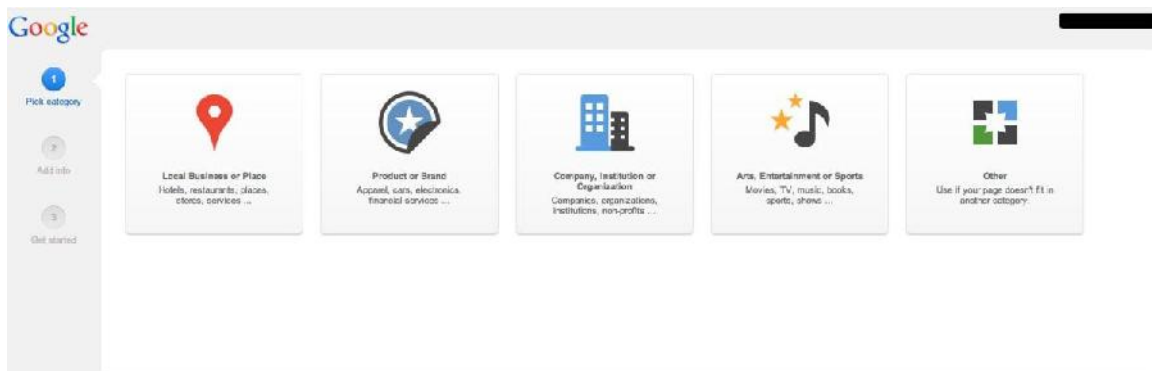 Google
1
Pick category
2
Add info
3
Get started
Local Business or Place
Hotels, restaurants, places,
stores, services ...
Product or Brand
Apparel, cars, electronics,
financial services ...
Company, Institution or
Organization
Companies, organizations,
institutions, non-profits ...
Arts, Entertainment or Sports
Movies, TV, music, books,
sports, shows ...
Other
Use if your page doesn't fit in
another category.